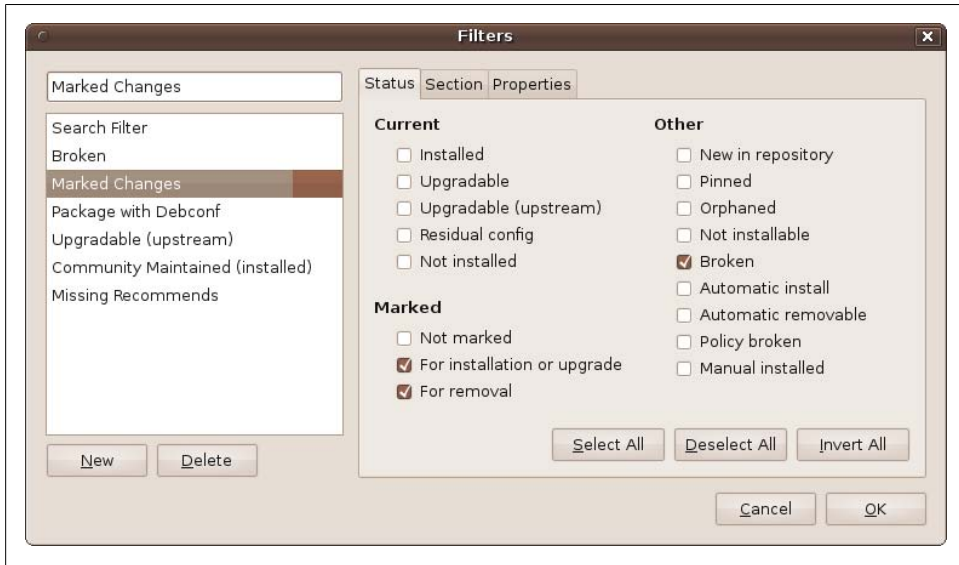 Filters
Marked Changes
Search Filter
Broken
Marked Changes
Package with Debconf
Upgradable (upstream)
Community Maintained (installed)
Missing Recommends
New
Delete
Status
Section
Properties
Current
Installed
Upgradable
Upgradable (upstream)
Residual config
Not installed
Marked
Not marked
For installation or upgrade
For removal
Other
New in repository
Pinned
Orphaned
Not installable
Broken
Automatic install
Automatic removable
Policy broken
Manual installed
Select All
Deselect All
Invert All
Cancel
OK